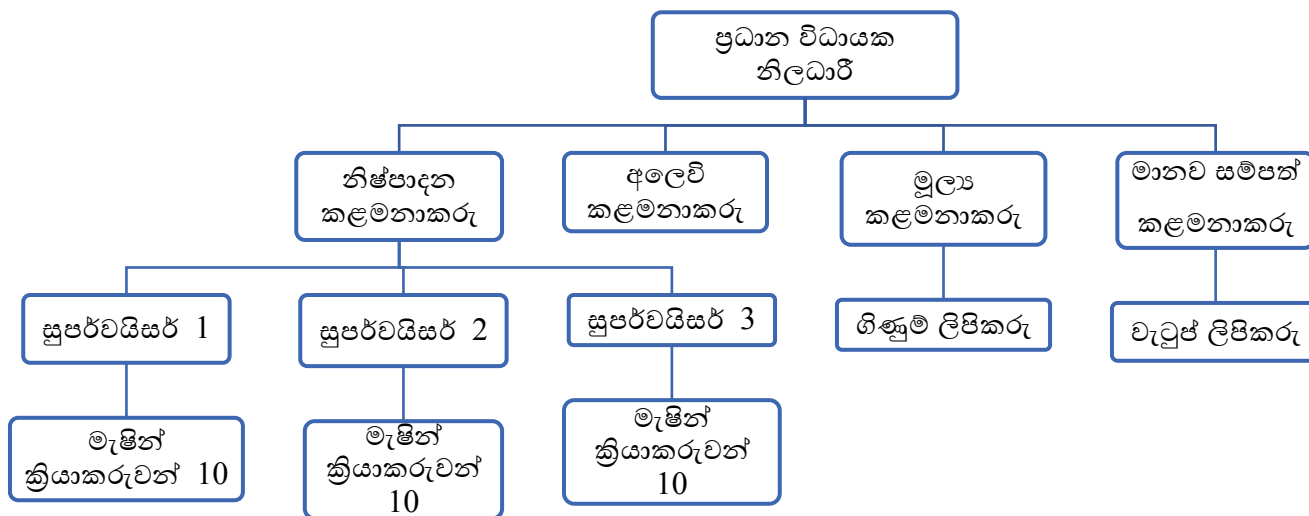 ප්‍රධාන විධායක
නිලධාරී
නිෂ්පාදන
කළමනාකරු
අලෙවි
කළමනාකරු
මූල්‍ය
කළමනාකරු
මානව සම්පත්
කළමනාකරු
සුපර්වයිසර් 1
සුපර්වයිසර් 2
සුපර්වයිසර් 3
ගිණුම් ලිපිකරු
වැටුප් ලිපිකරු
මැෂින්
ක්‍රියාකරුවන් 10
මැෂින්
ක්‍රියාකරුවන්
10
මැෂින්
ක්‍රියාකරුවන්
10